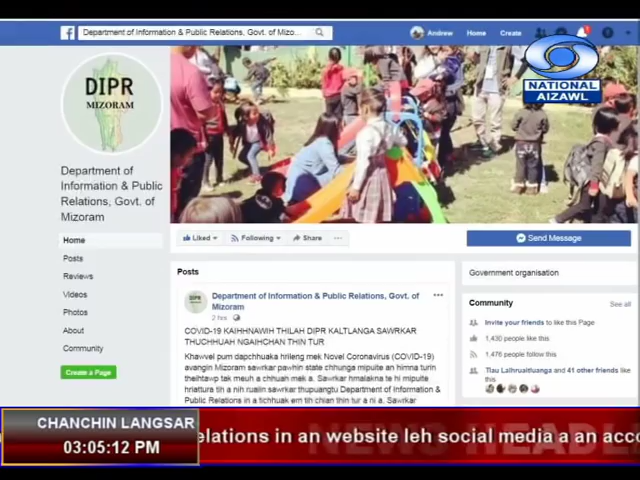 Department of Information & Public Relations, Govt. of Mizo...
Andrew
Home
Create
NATIONAL
AIZAWL
DIPR
MIZORAM
Department of
Information & Public
Relations, Govt. of
Mizoram
Home
Posts
Reviews
Videos
Photos
About
Community
Create a Page
Liked
Following
Share
Send Message
Posts
DIPR
Department of Information & Public Relations, Govt. of
Mizoram
2 hrs
COVID-19 KAIHHNAWIH THILAH DIPR KALTLANGA SAWRKAR
THUCHHUAH NGAIHCHAN THIN TUR
Khawvel pum dapchhuaka hrileng mek Novel Coronavirus (COVID-19)
avangin Mizoram sawrkar pawhin state chhunga mipuite an himna turin
theihtawp tak meuh a chhuah mek a. Sawrkar hmalakna te hi mipuite
hriattura tih a nih rualin sawrkar thupuangtu Department of Information
& Public Relations in a tichhuak em tih chian thin tur a ni a. Sawrkar
Government organisation
Community
See all
Invite your friends to like this Page
1,430 people like this
1,476 people follow this
Tlau Lalhruaitluanga and 41 other friends like
this
CHANCHIN LANGSAR
03:05:12 PM
elations in an website leh social media a an acco